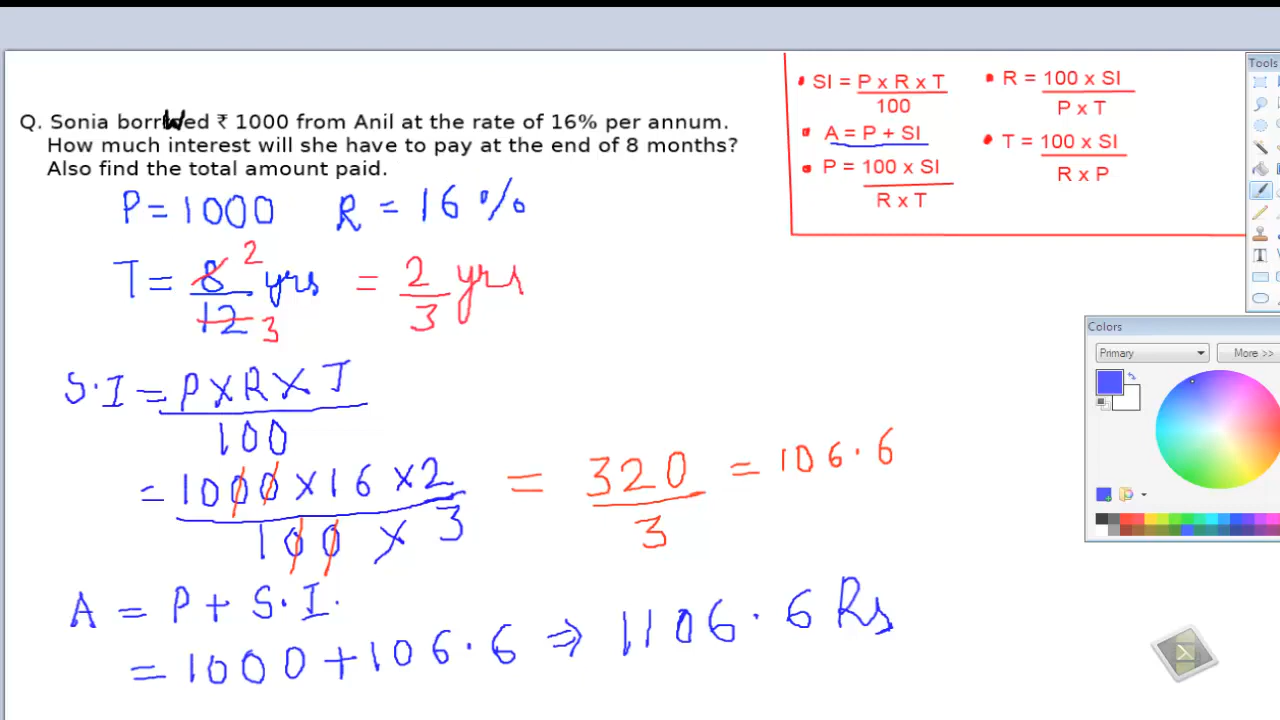 Q. Sonia borrwed ₹ 1000 from Anil at the rate of 16% per annum.
How much interest will she have to pay at the end of 8 months?
Also find the total amount paid.
P = 1000 R = 16 %
T = 8/12 yrs 2 3 = 2/3 yrs
S.I = P X R X T / 100
= 1000 X 16 X 2 / 100 X 3 = 320/3 = 106.6
A = P + S.I.
= 1000 + 106.6 ⇒ 1106.6 Rs
• SI = P x R x T / 100
• A = P + SI
• P = 100 x SI / R x T
• R = 100 x SI / P x T
• T = 100 x SI / R x P
Tools
T
Colors
Primary
More >>